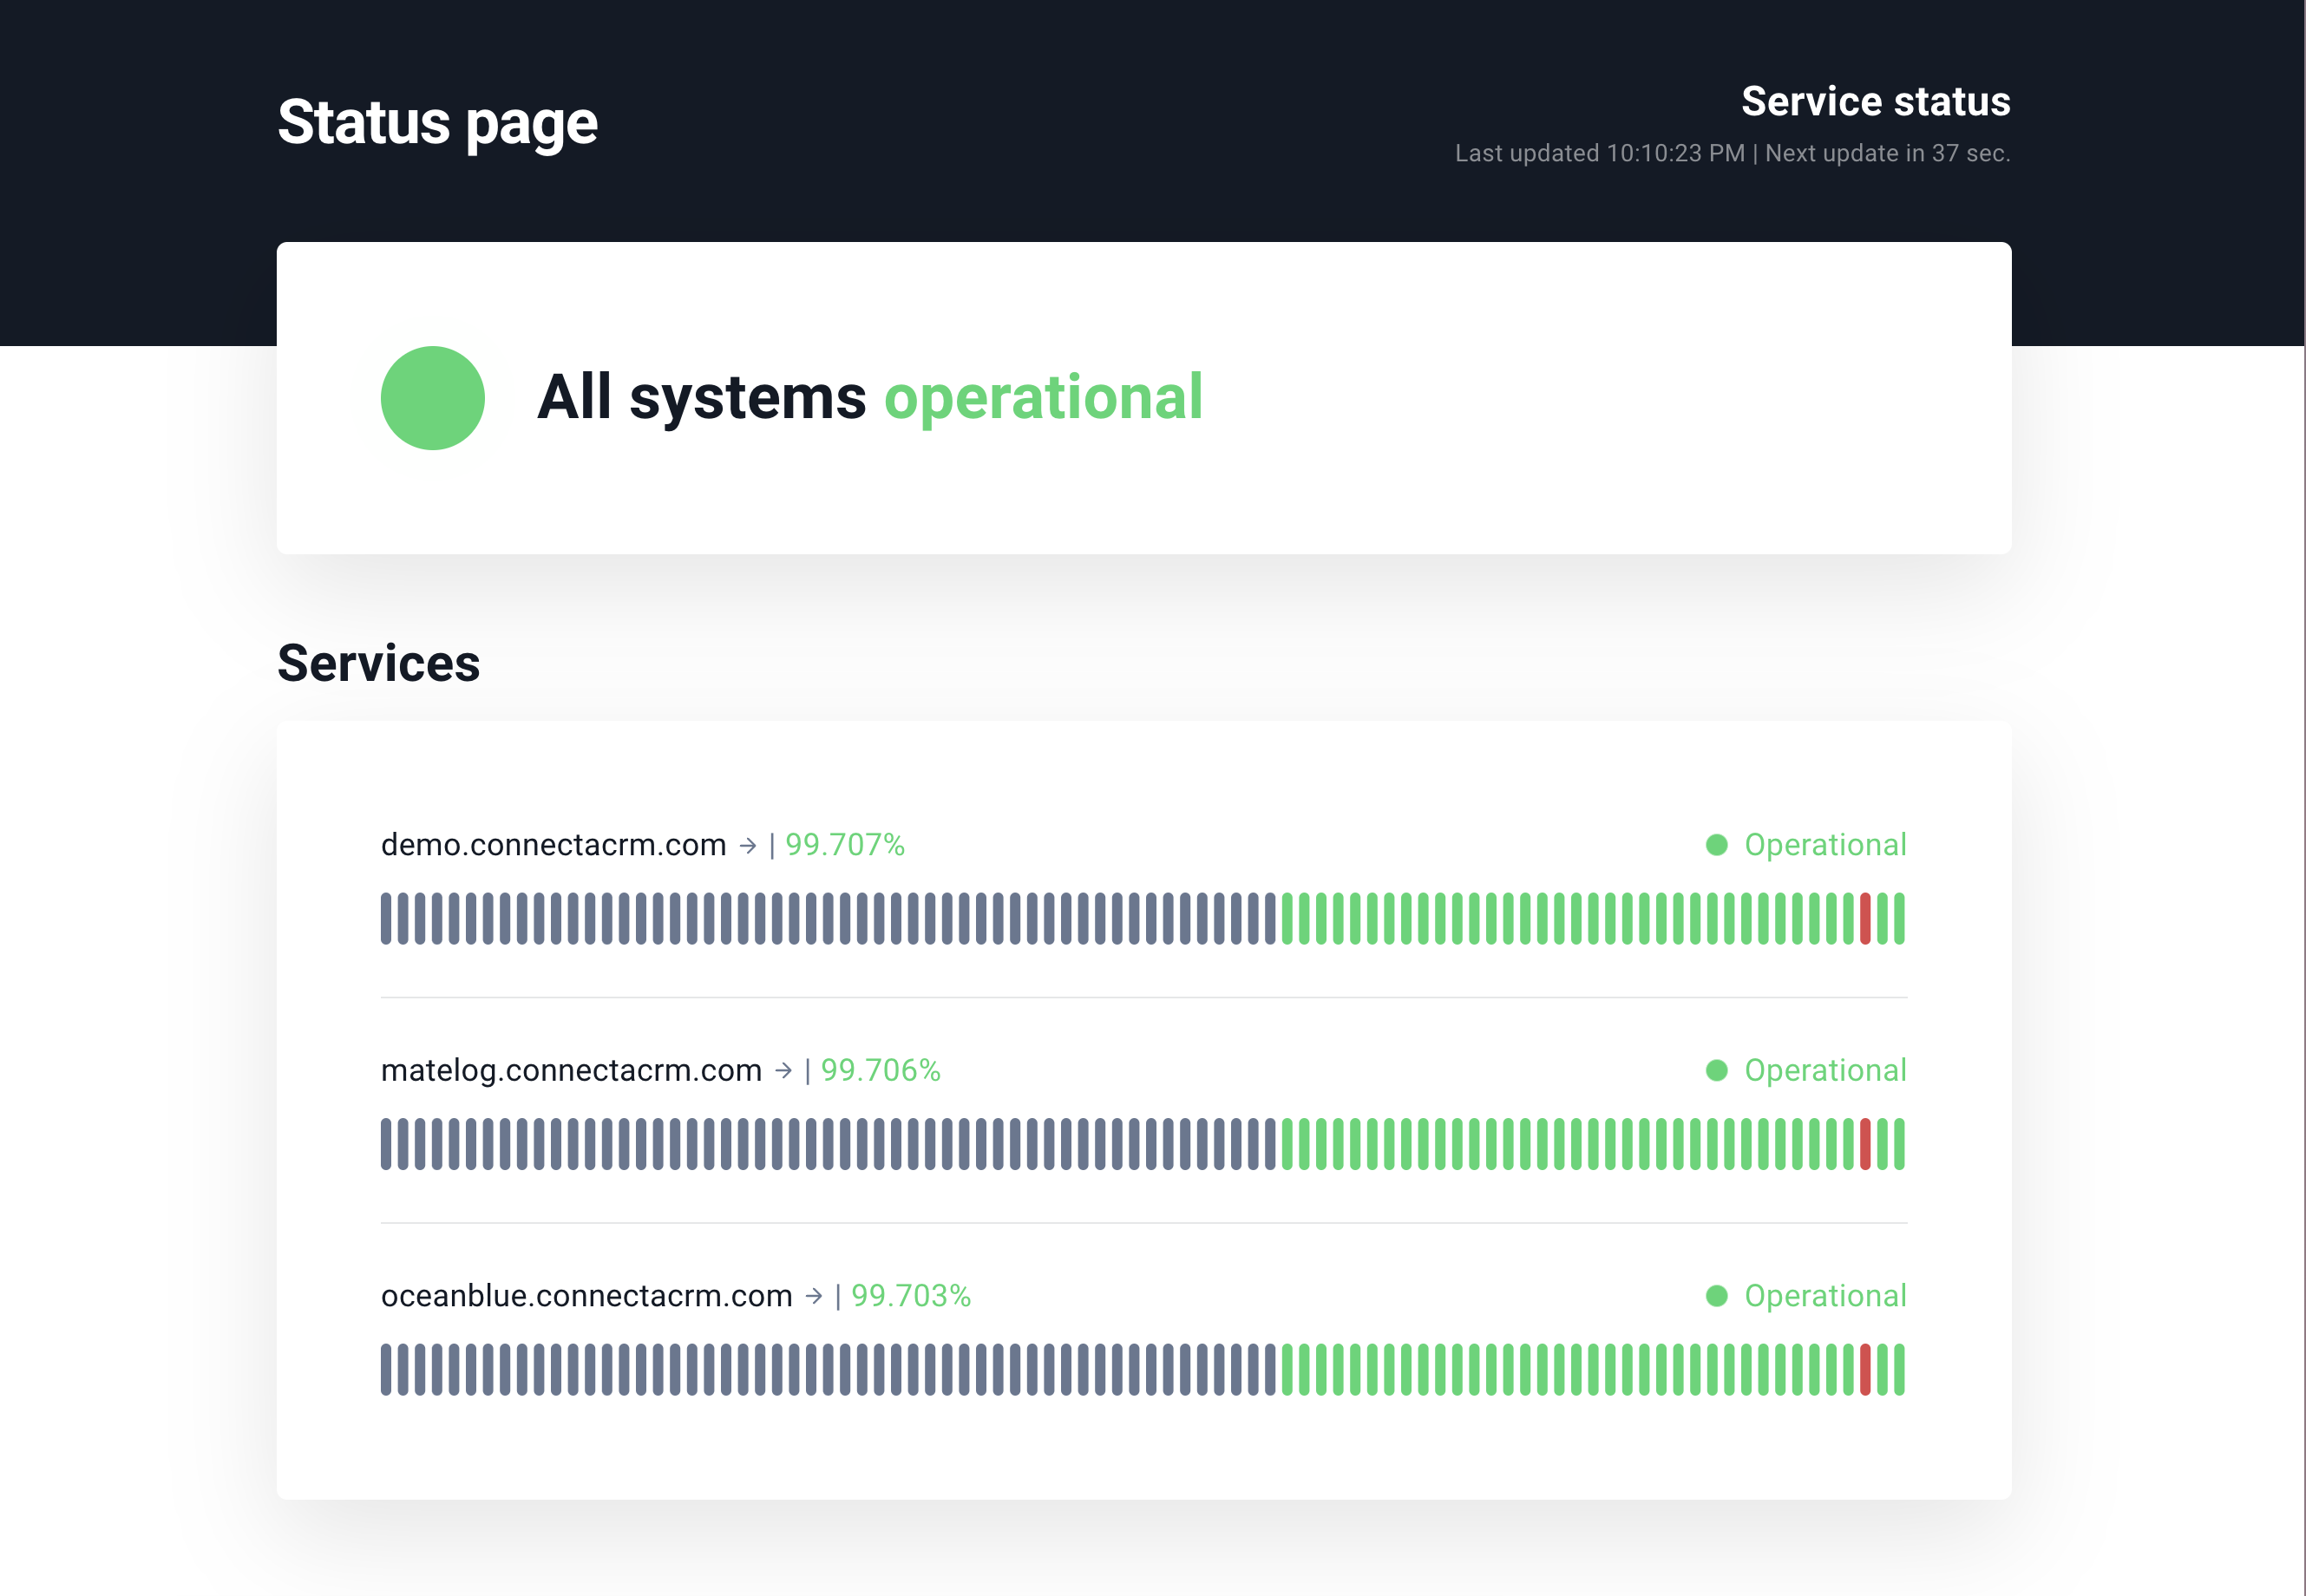 Status page
Service status
Last updated 10:10:23 PM | Next update in 37 sec.
All systems operational
Services
demo.connectacrm.com → | 99.707%
Operational
matelog.connectacrm.com → | 99.706%
Operational
oceanblue.connectacrm.com → | 99.703%
Operational